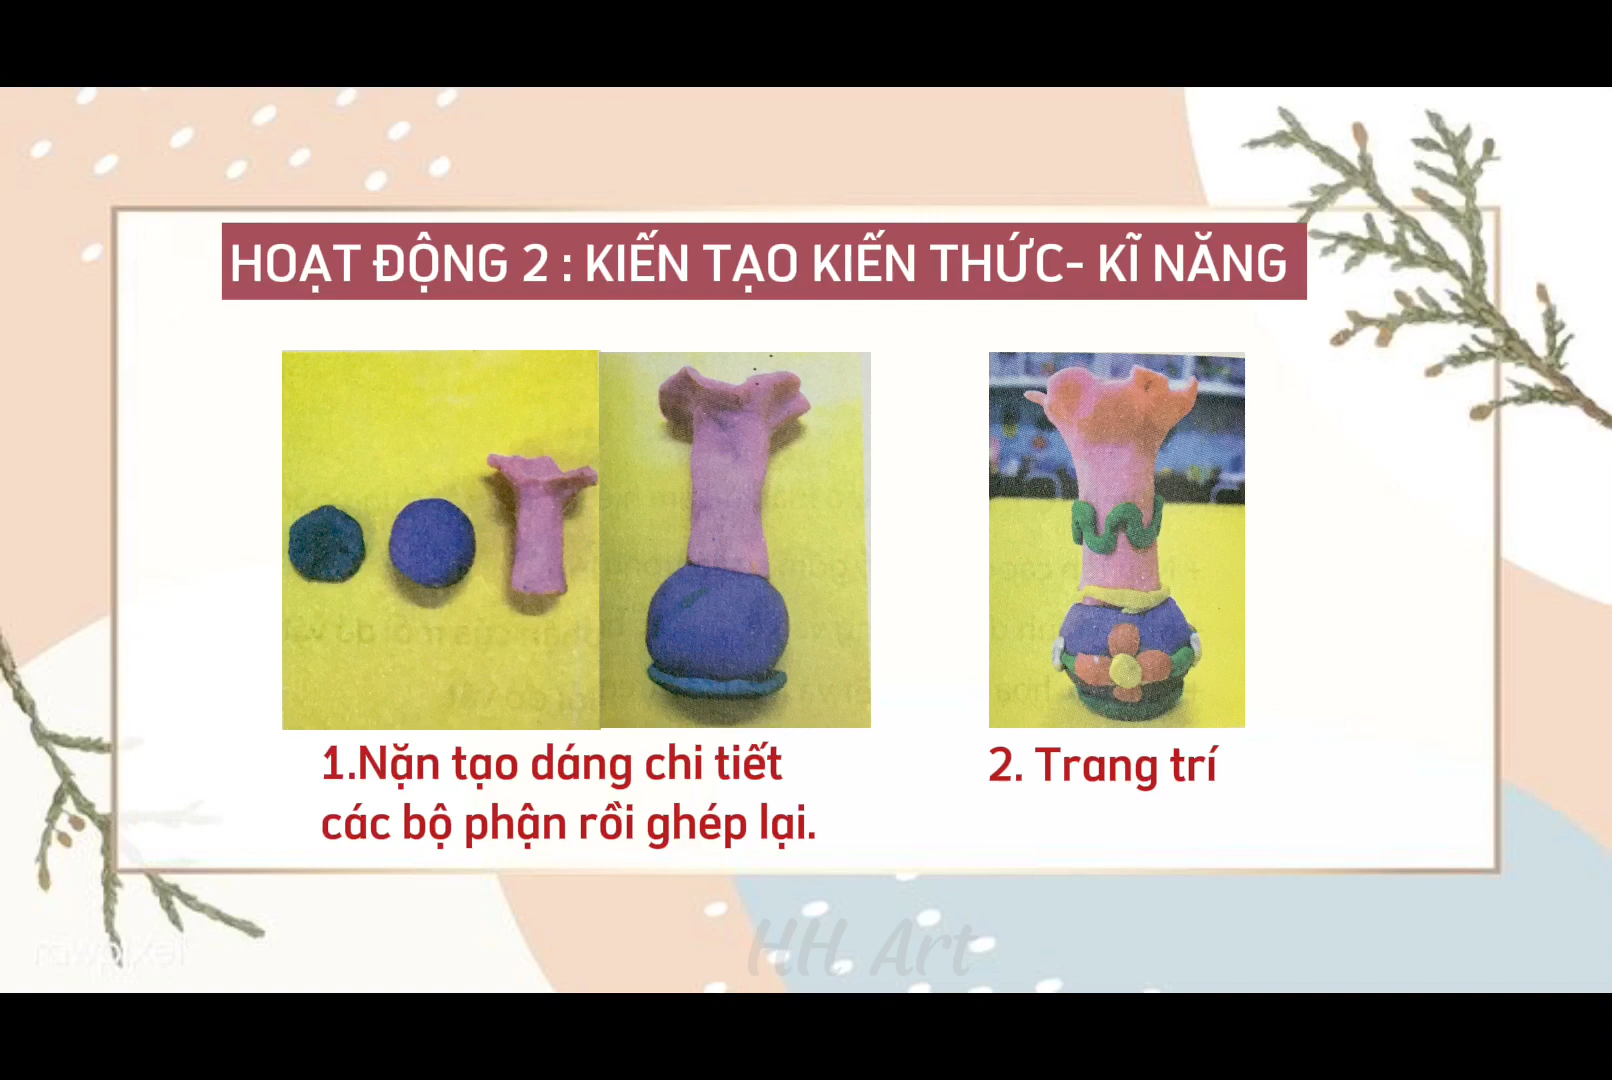 HOẠT ĐỘNG 2 : KIẾN TẠO KIẾN THỨC- KĨ NĂNG
1.Nặn tạo dáng chi tiết
các bộ phận rồi ghép lại.
2. Trang trí
HH Art
rawpixel